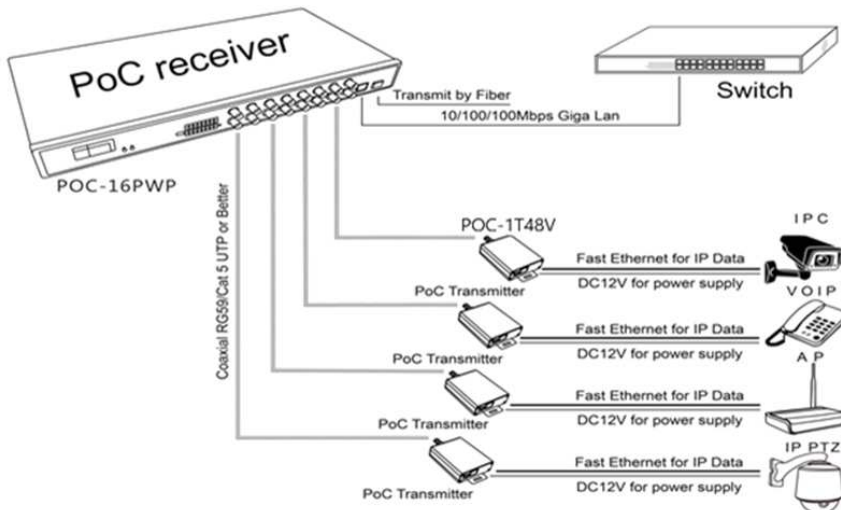 PoC receiver
Switch
Transmit by Fiber
10/100/100Mbps Giga Lan
POC-16PWP
Coaxial RG59/Cat 5 UTP or Better
POC-1T48V
IPC
Fast Ethernet for IP Data
DC12V for power supply
PoC Transmitter
VOIP
Fast Ethernet for IP Data
DC12V for power supply
PoC Transmitter
AP
Fast Ethernet for IP Data
DC12V for power supply
PoC Transmitter
IP PTZ
Fast Ethernet for IP Data
DC12V for power supply
PoC Transmitter